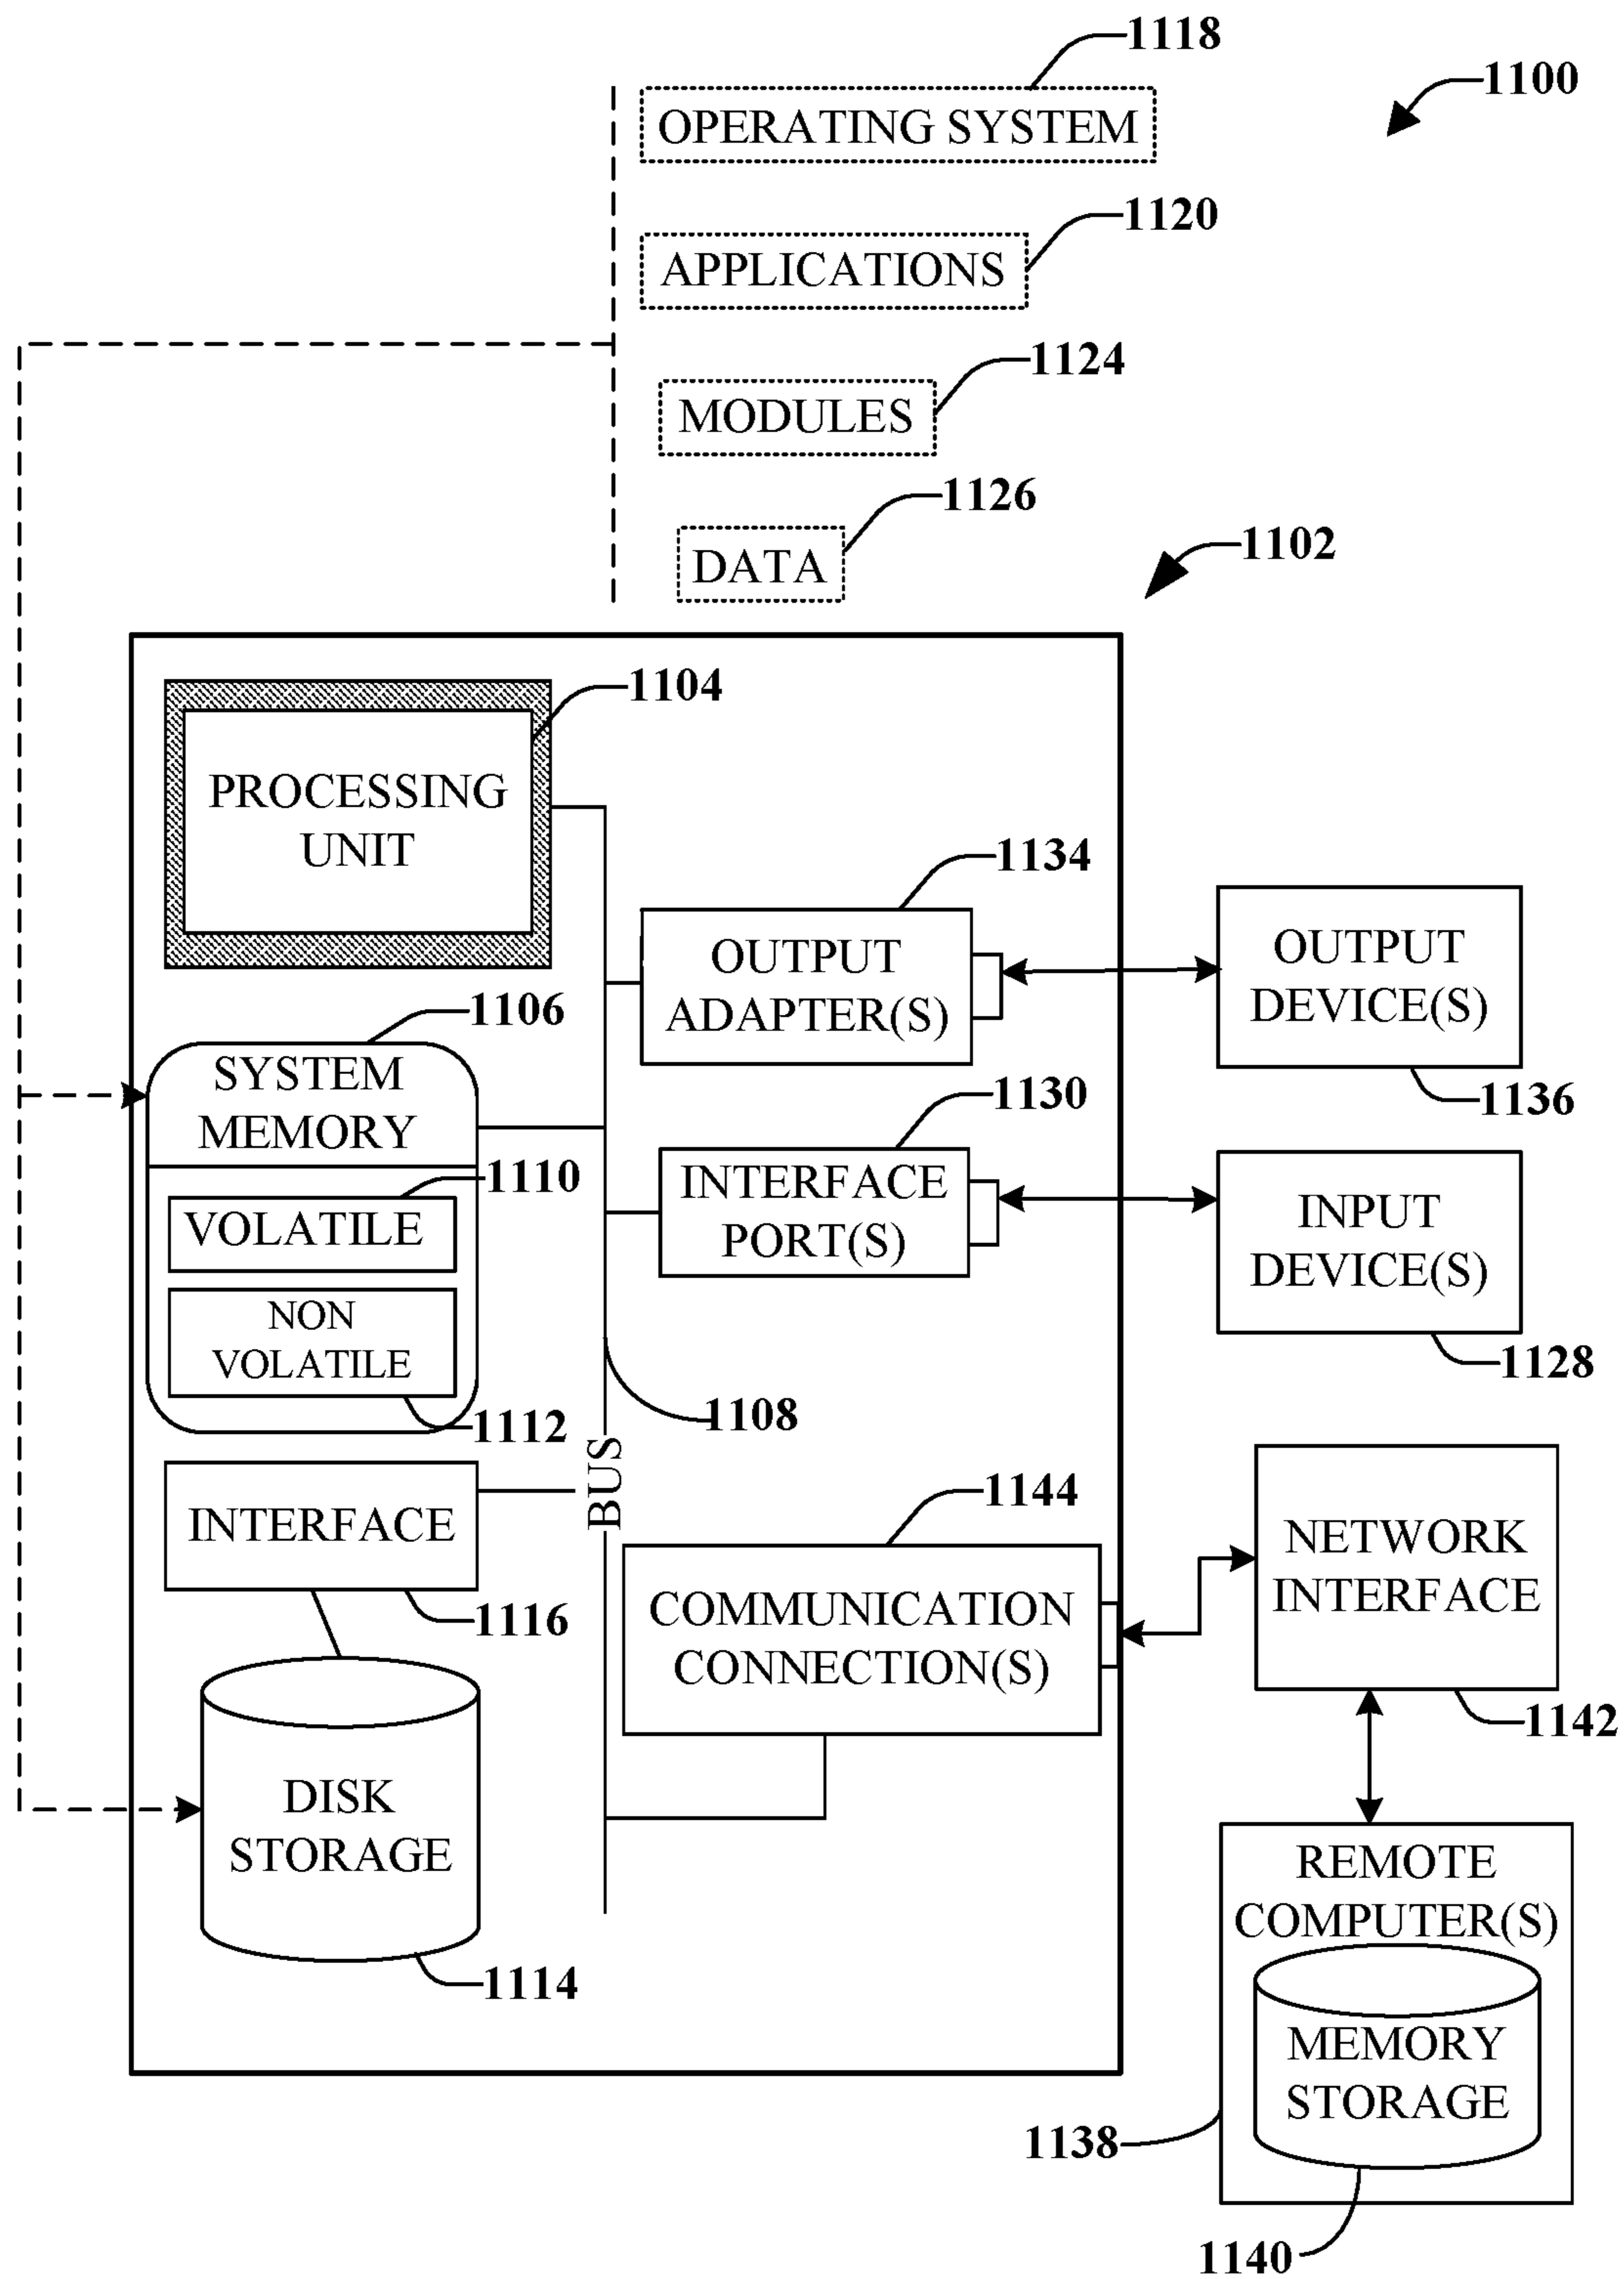 1118
1100
OPERATING SYSTEM
1120
APPLICATIONS
1124
MODULES
1126
DATA
1102
1104
PROCESSING
UNIT
1134
OUTPUT
ADAPTER(S)
OUTPUT
DEVICE(S)
1136
1106
SYSTEM
MEMORY
1110
VOLATILE
NON
VOLATILE
1112
1130
INTERFACE
PORT(S)
INPUT
DEVICE(S)
1128
1108
BUS
INTERFACE
1116
1144
COMMUNICATION
CONNECTION(S)
NETWORK
INTERFACE
1142
DISK
STORAGE
1114
REMOTE
COMPUTER(S)
MEMORY
STORAGE
1138
1140